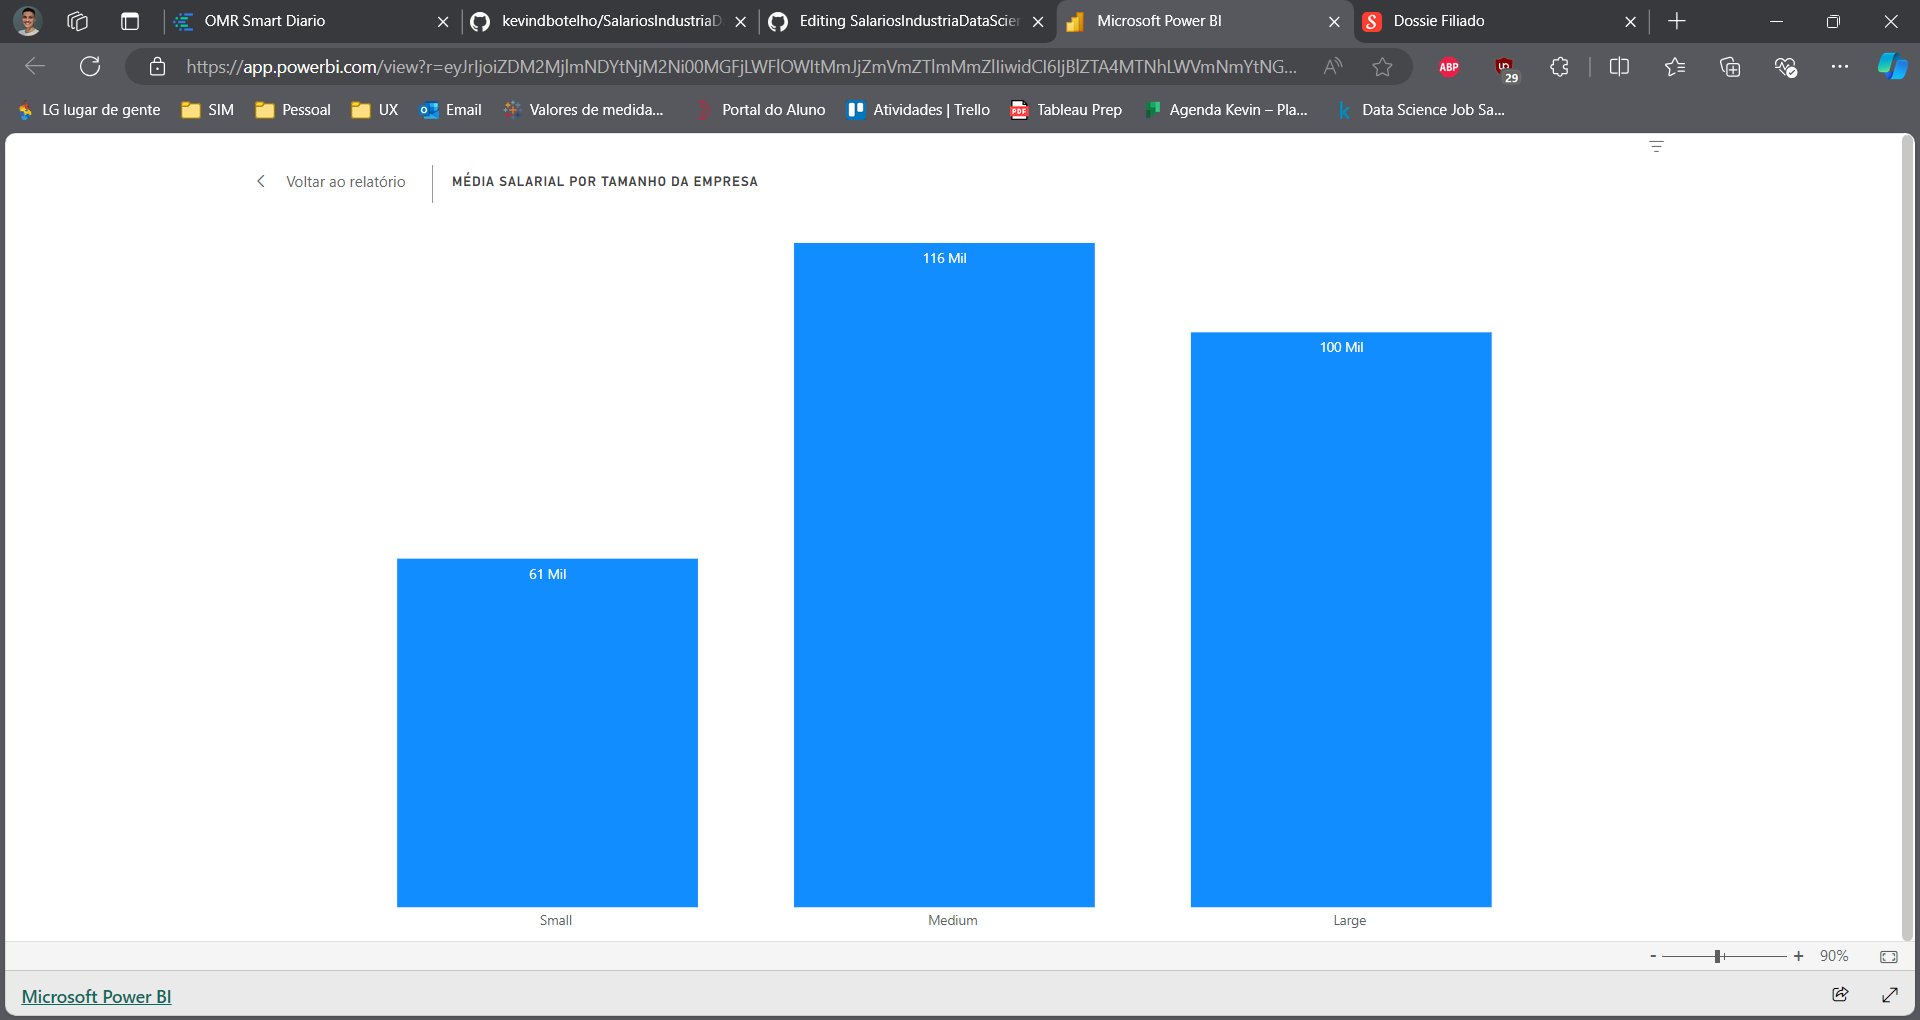 OMR Smart Diario
kevindbotelho/SalariosIndustriaD
Editing SalariosIndustriaDataScien
Microsoft Power BI
Dossie Filiado
https://app.powerbi.com/view?r=eyJrIjoiZDM2MjlmNDYtNjM2Ni00MGFjLWFlOWItMmJjZmVmZTlmMmZlIiwidCI6IjBlZTA4MTNhLWVmNmYtNG...
ABP
29
LG lugar de gente
SIM
Pessoal
UX
Email
Valores de medida...
Portal do Aluno
Atividades | Trello
PDF
Tableau Prep
Agenda Kevin – Pla...
k
Data Science Job Sa...
Voltar ao relatório
MÉDIA SALARIAL POR TAMANHO DA EMPRESA
116 Mil
100 Mil
61 Mil
Small
Medium
Large
- + 90%
Microsoft Power BI